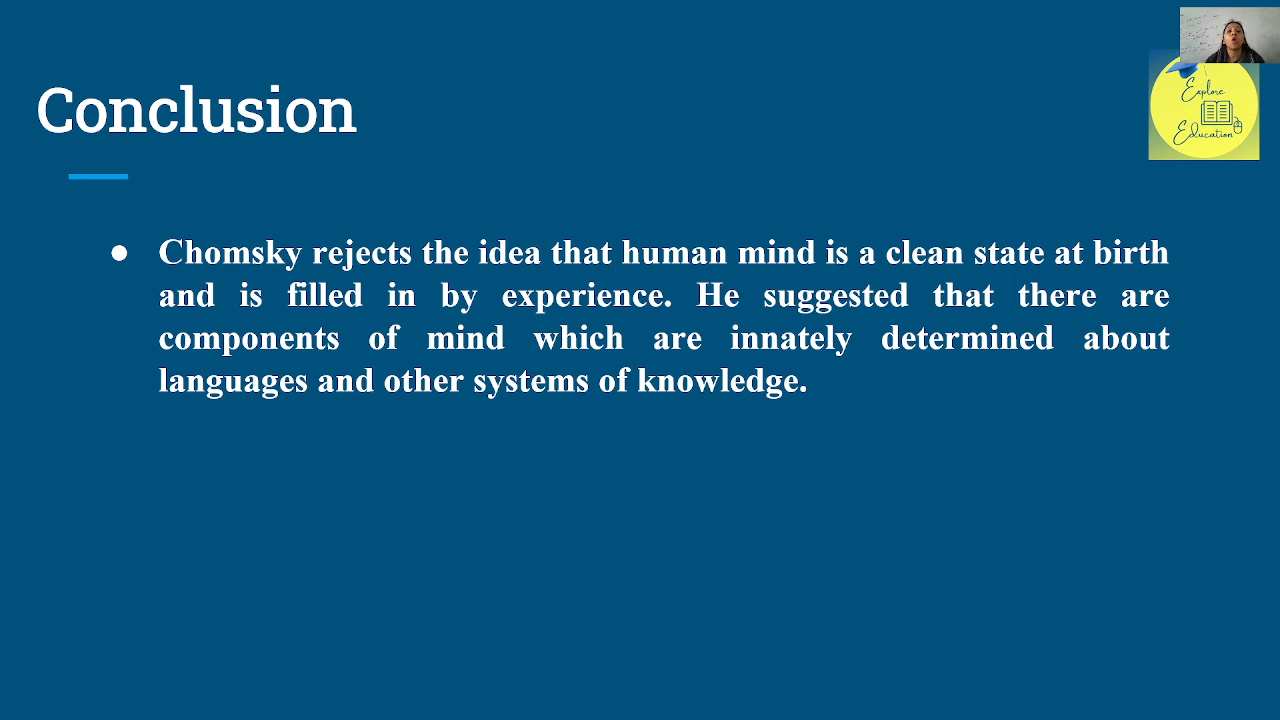 Conclusion
Explore
Education
● Chomsky rejects the idea that human mind is a clean state at birth
and is filled in by experience. He suggested that there are
components of mind which are innately determined about
languages and other systems of knowledge.